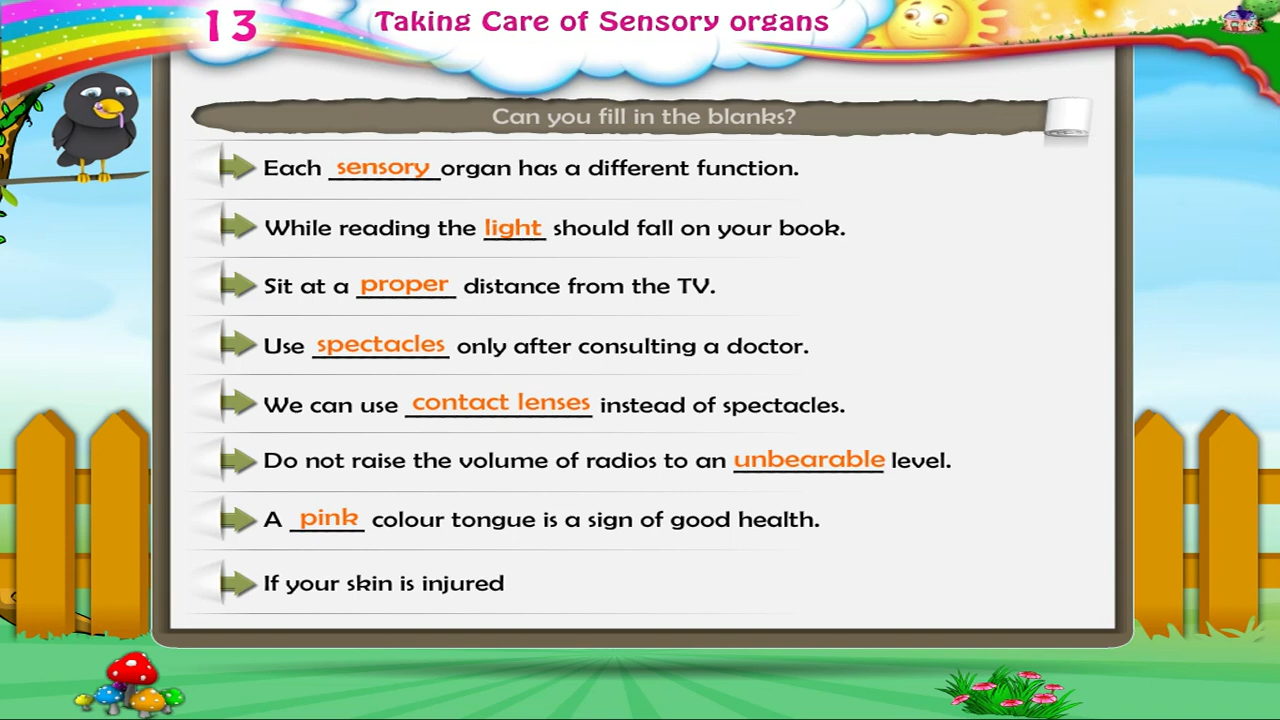 13
Taking Care of Sensory organs
Can you fill in the blanks?
Each sensory organ has a different function.
While reading the light should fall on your book.
Sit at a proper distance from the TV.
Use spectacles only after consulting a doctor.
We can use contact lenses instead of spectacles.
Do not raise the volume of radios to an unbearable level.
A pink colour tongue is a sign of good health.
If your skin is injured